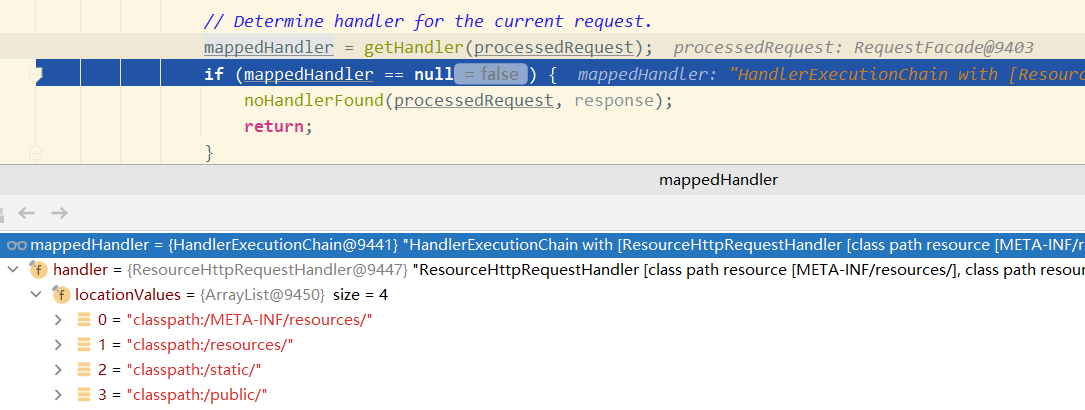 // Determine handler for the current request.
mappedHandler = getHandler(processedRequest); processedRequest: RequestFacade@9403
if (mappedHandler == null = false ) { mappedHandler: "HandlerExecutionChain with [Resourc
noHandlerFound(processedRequest, response);
return;
}
mappedHandler
mappedHandler = {HandlerExecutionChain@9441} "HandlerExecutionChain with [ResourceHttpRequestHandler [class path resource [META-INF/r
handler = {ResourceHttpRequestHandler@9447} "ResourceHttpRequestHandler [class path resource [META-INF/resources/], class path resour
locationValues = {ArrayList@9450} size = 4
0 = "classpath:/META-INF/resources/"
1 = "classpath:/resources/"
2 = "classpath:/static/"
3 = "classpath:/public/"